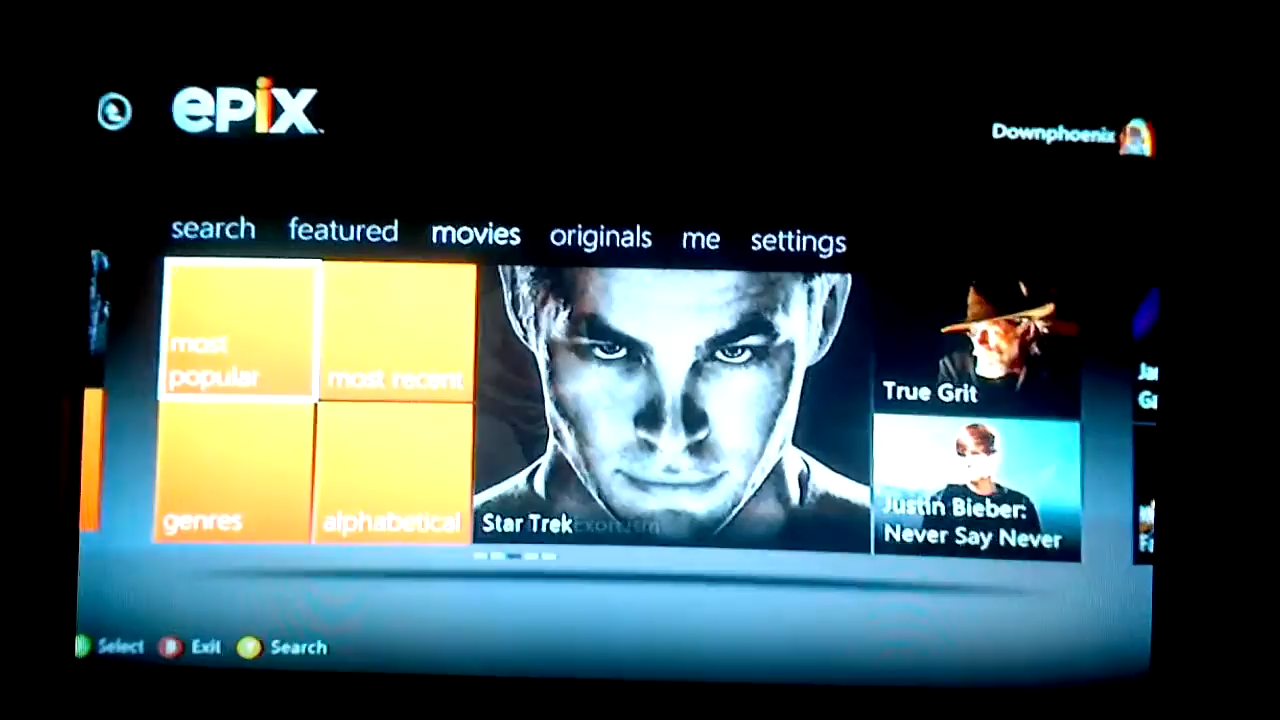 epix
Downphoenix
search featured movies originals me settings
most
popular
most recent
genres
alphabetical
Star Trek
Exorcism
True Grit
Justin Bieber:
Never Say Never
Select Exit Y Search